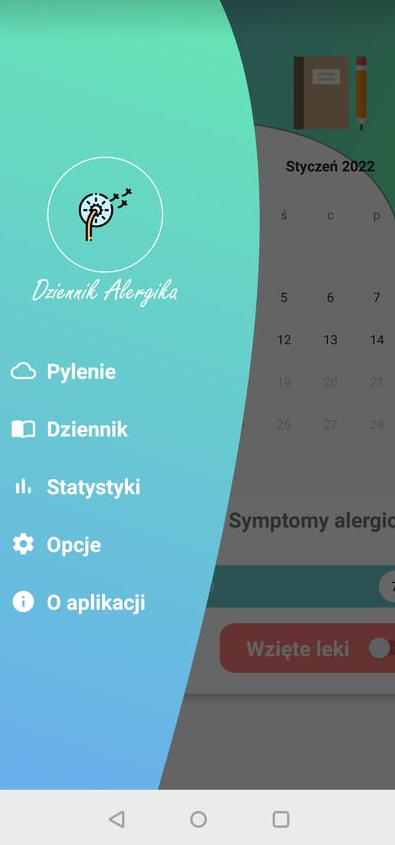 Styczeń 2022
ś c p
Dziennik Alergika
5 6 7
12 13 14
19 20 21
26 27 28
Pylenie
Dziennik
Statystyki
Opcje
O aplikacji
Symptomy alergic
Wzięte leki